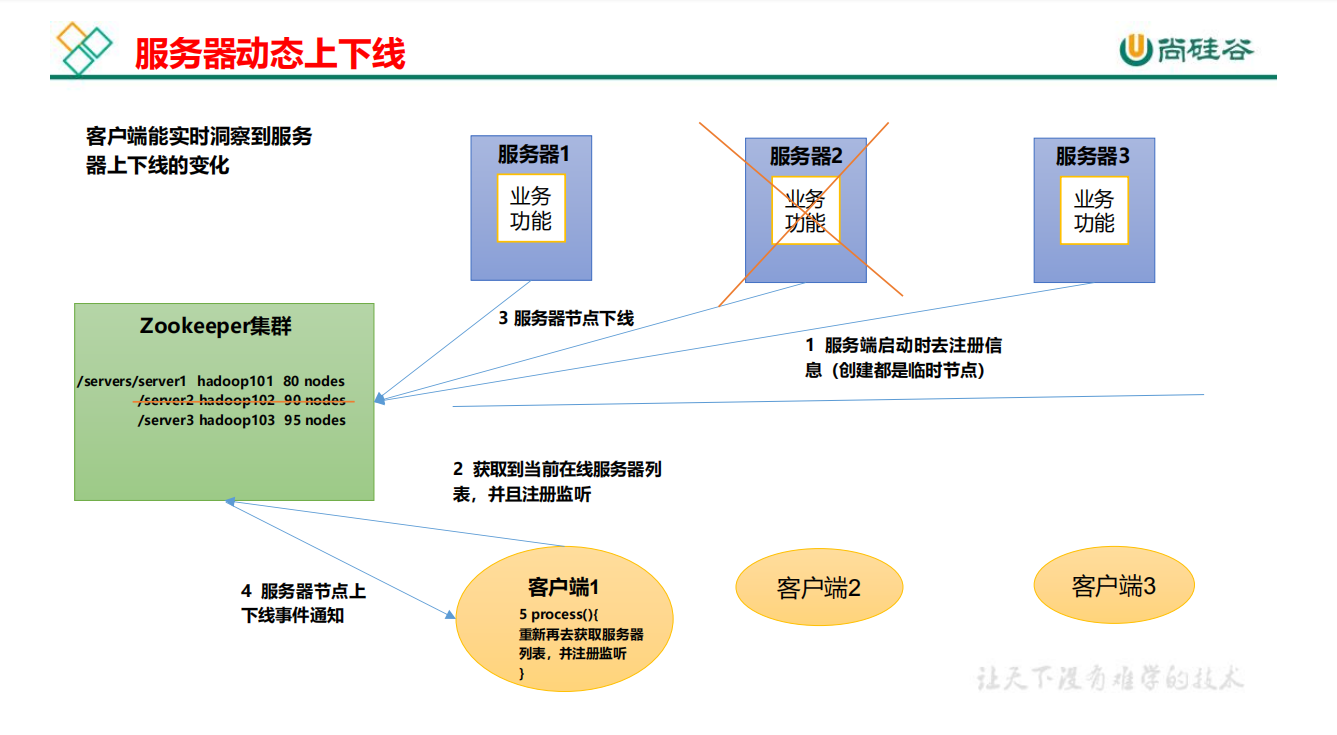 服务器动态上下线
尚硅谷
客户端能实时洞察到服务
器上下线的变化
服务器1
业务
功能
服务器2
业务
功能
服务器3
业务
功能
3 服务器节点下线
Zookeeper集群
1 服务端启动时去注册信
息（创建都是临时节点）
/servers/server1 hadoop101 80 nodes
/server2 hadoop102 90 nodes
/server3 hadoop103 95 nodes
2 获取到当前在线服务器列
表，并且注册监听
4 服务器节点上
下线事件通知
客户端1
5 process(){
重新再去获取服务器
列表，并注册监听
}
客户端2
客户端3
让天下没有难学的技术